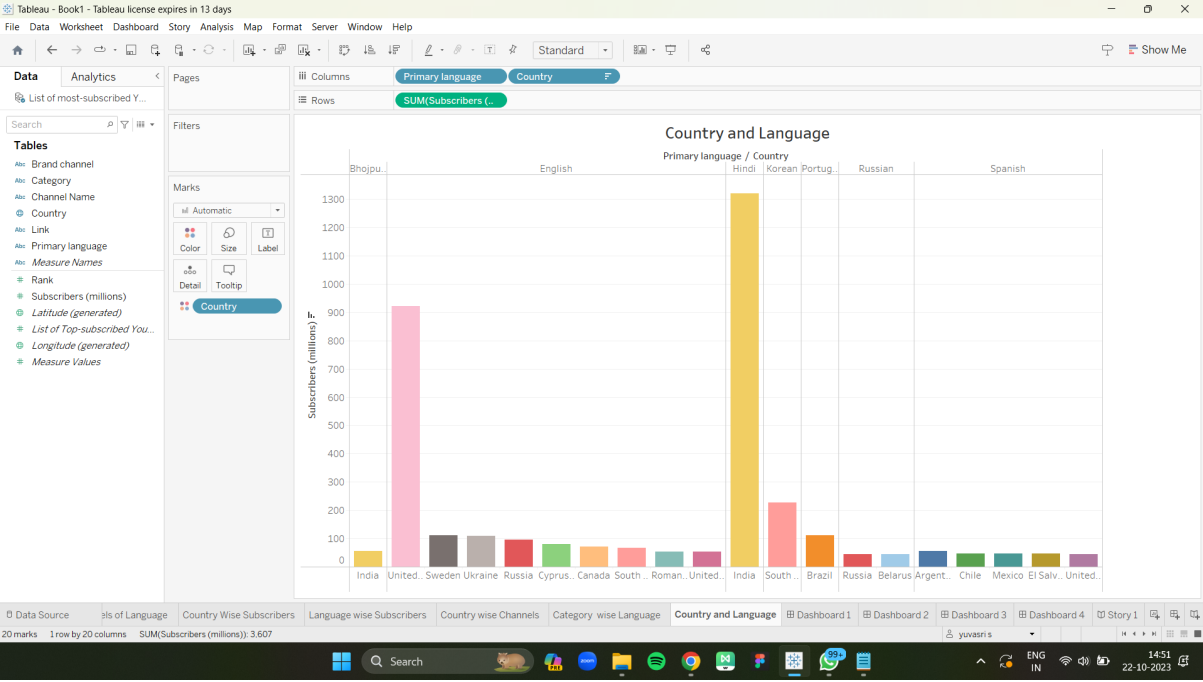 Tableau - Book1 - Tableau license expires in 13 days
File Data Worksheet Dashboard Story Analysis Map Format Server Window Help
Standard
Show Me
Data Analytics
List of most-subscribed Y...
Search
Tables
Abc Brand channel
Abc Category
Abc Channel Name
Country
Abc Link
Abc Primary language
Abc Measure Names
# Rank
# Subscribers (millions)
Latitude (generated)
# List of Top-subscribed You...
Longitude (generated)
# Measure Values
Pages
Filters
Marks
Automatic
Color Size Label
Detail Tooltip
Country
Columns Primary language Country
Rows SUM(Subscribers (..
Country and Language
Primary language / Country
Bhojpu.. English Hindi Korean Portug.. Russian Spanish
Subscribers (millions)
1300
1200
1100
1000
900
800
700
600
500
400
300
200
100
0
India United.. Sweden Ukraine Russia Cyprus.. Canada South .. Roman.. United.. India South .. Brazil Russia Belarus Argent.. Chile Mexico El Salv.. United..
Data Source els of Language Country Wise Subscribers Language wise Subscribers Country wise Channels Category wise Language Country and Language Dashboard 1 Dashboard 2 Dashboard 3 Dashboard 4 Story 1
20 marks 1 row by 20 columns SUM(Subscribers (millions)): 3,607 yuvasri s
Search PRE zoom 99+ ENG 14:51
IN 22-10-2023